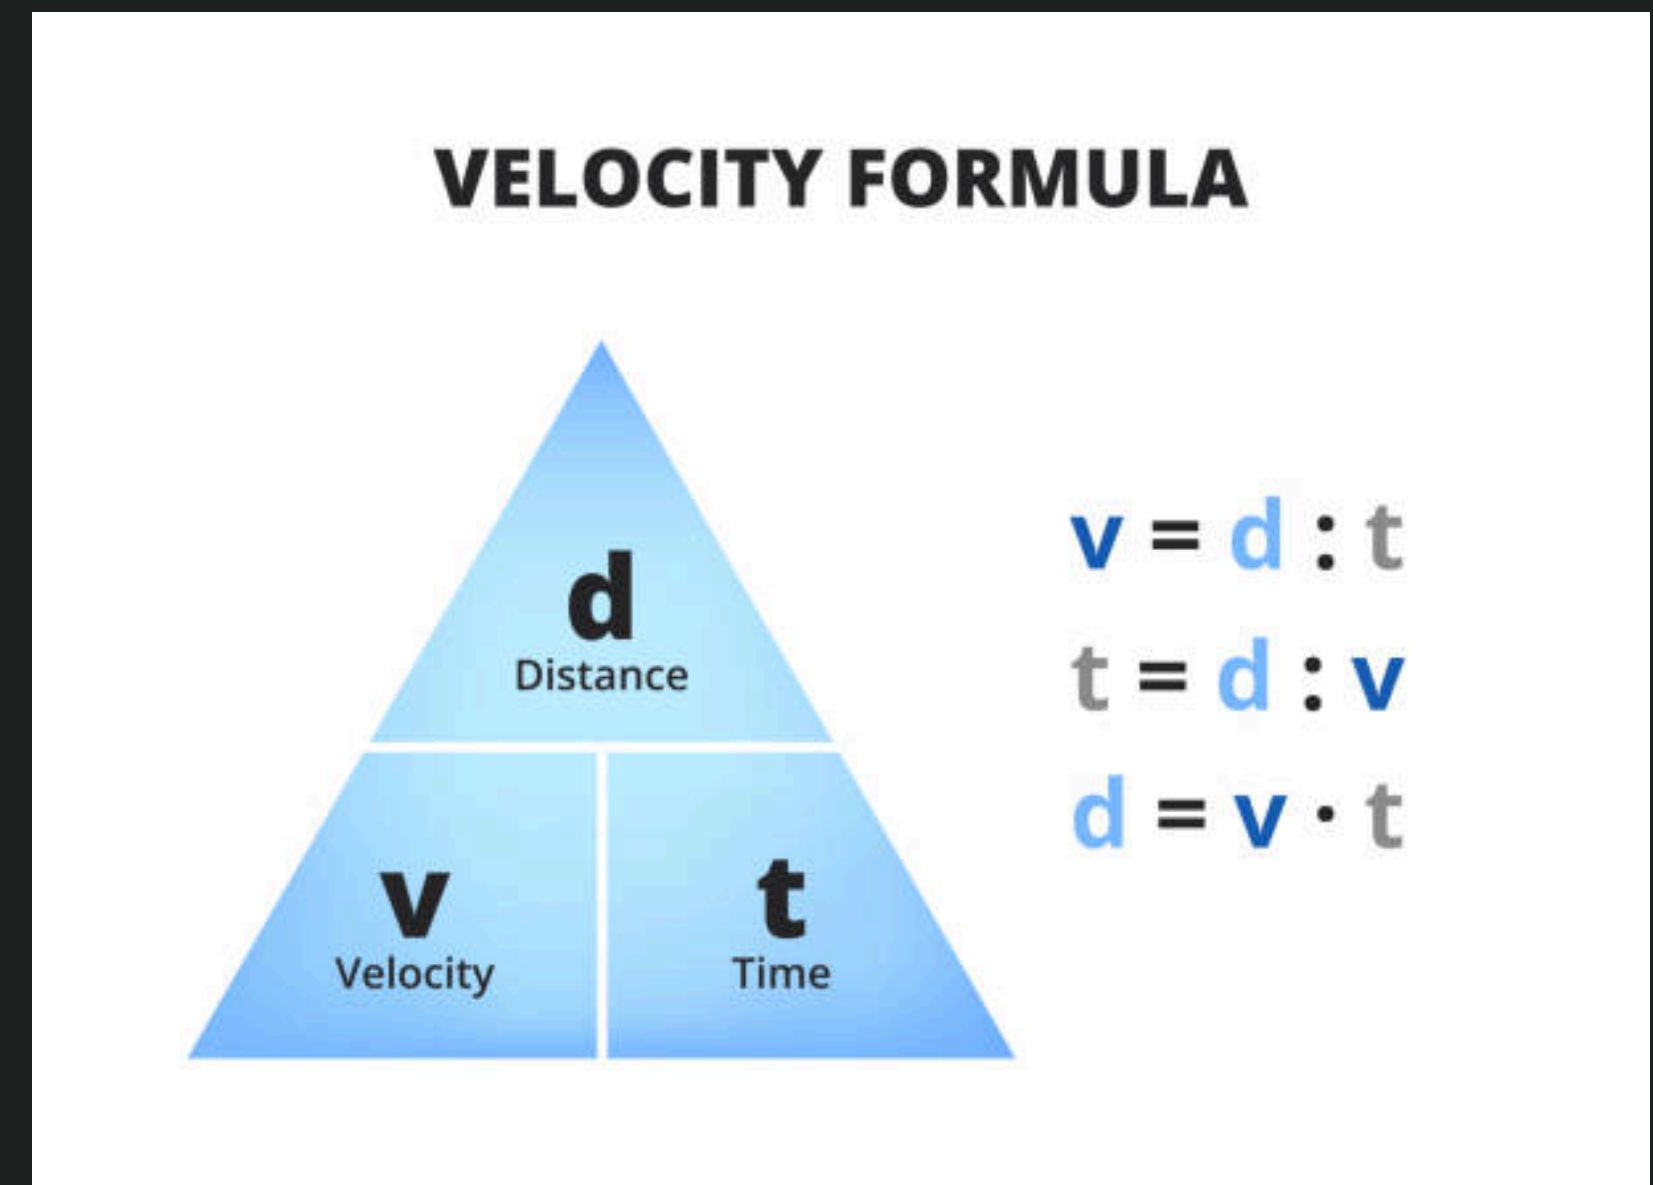 VELOCITY FORMULA
d
Distance
v
Velocity
t
Time
v = d : t
t = d : v
d = v · t